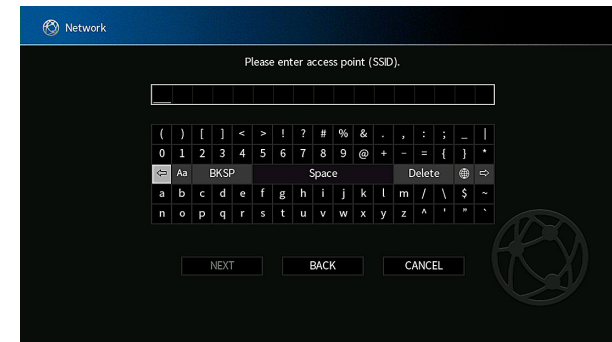 Network
Please enter access point (SSID).
( ) [ ] < > ! ? # % & . , : ; _ |
0 1 2 3 4 5 6 7 8 9 @ + - = { } *
⇦ Aa BKSP Space Delete ⇨
a b c d e f g h i j k l m / \ $ ~
n o p q r s t u v w x y z ^ ' " `
NEXT BACK CANCEL